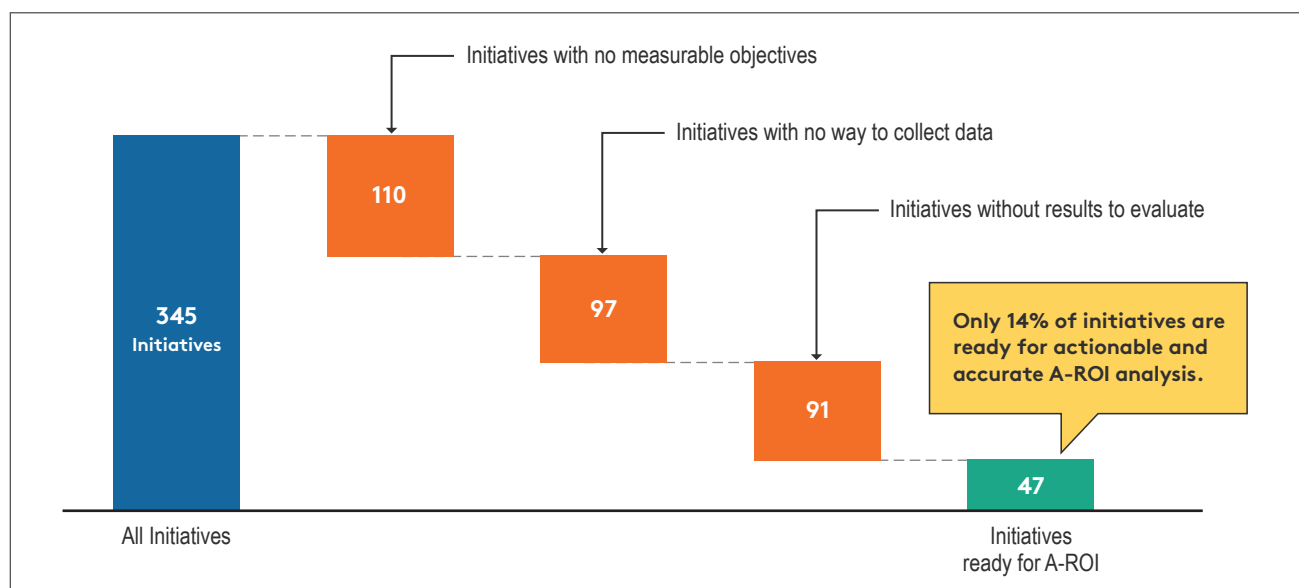 Initiatives with no measurable objectives
Initiatives with no way to collect data
110
Initiatives without results to evaluate
97
345
Initiatives
Only 14% of initiatives are
ready for actionable and
accurate A-ROI analysis.
91
47
All Initiatives
Initiatives
ready for A-ROI